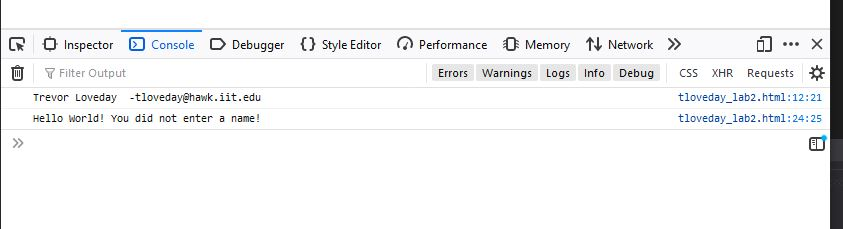 Inspector Console Debugger Style Editor Performance Memory Network
Filter Output Errors Warnings Logs Info Debug CSS XHR Requests
Trevor Loveday  -tloveday@hawk.iit.edu tloveday_lab2.html:12:21
Hello World! You did not enter a name! tloveday_lab2.html:24:25